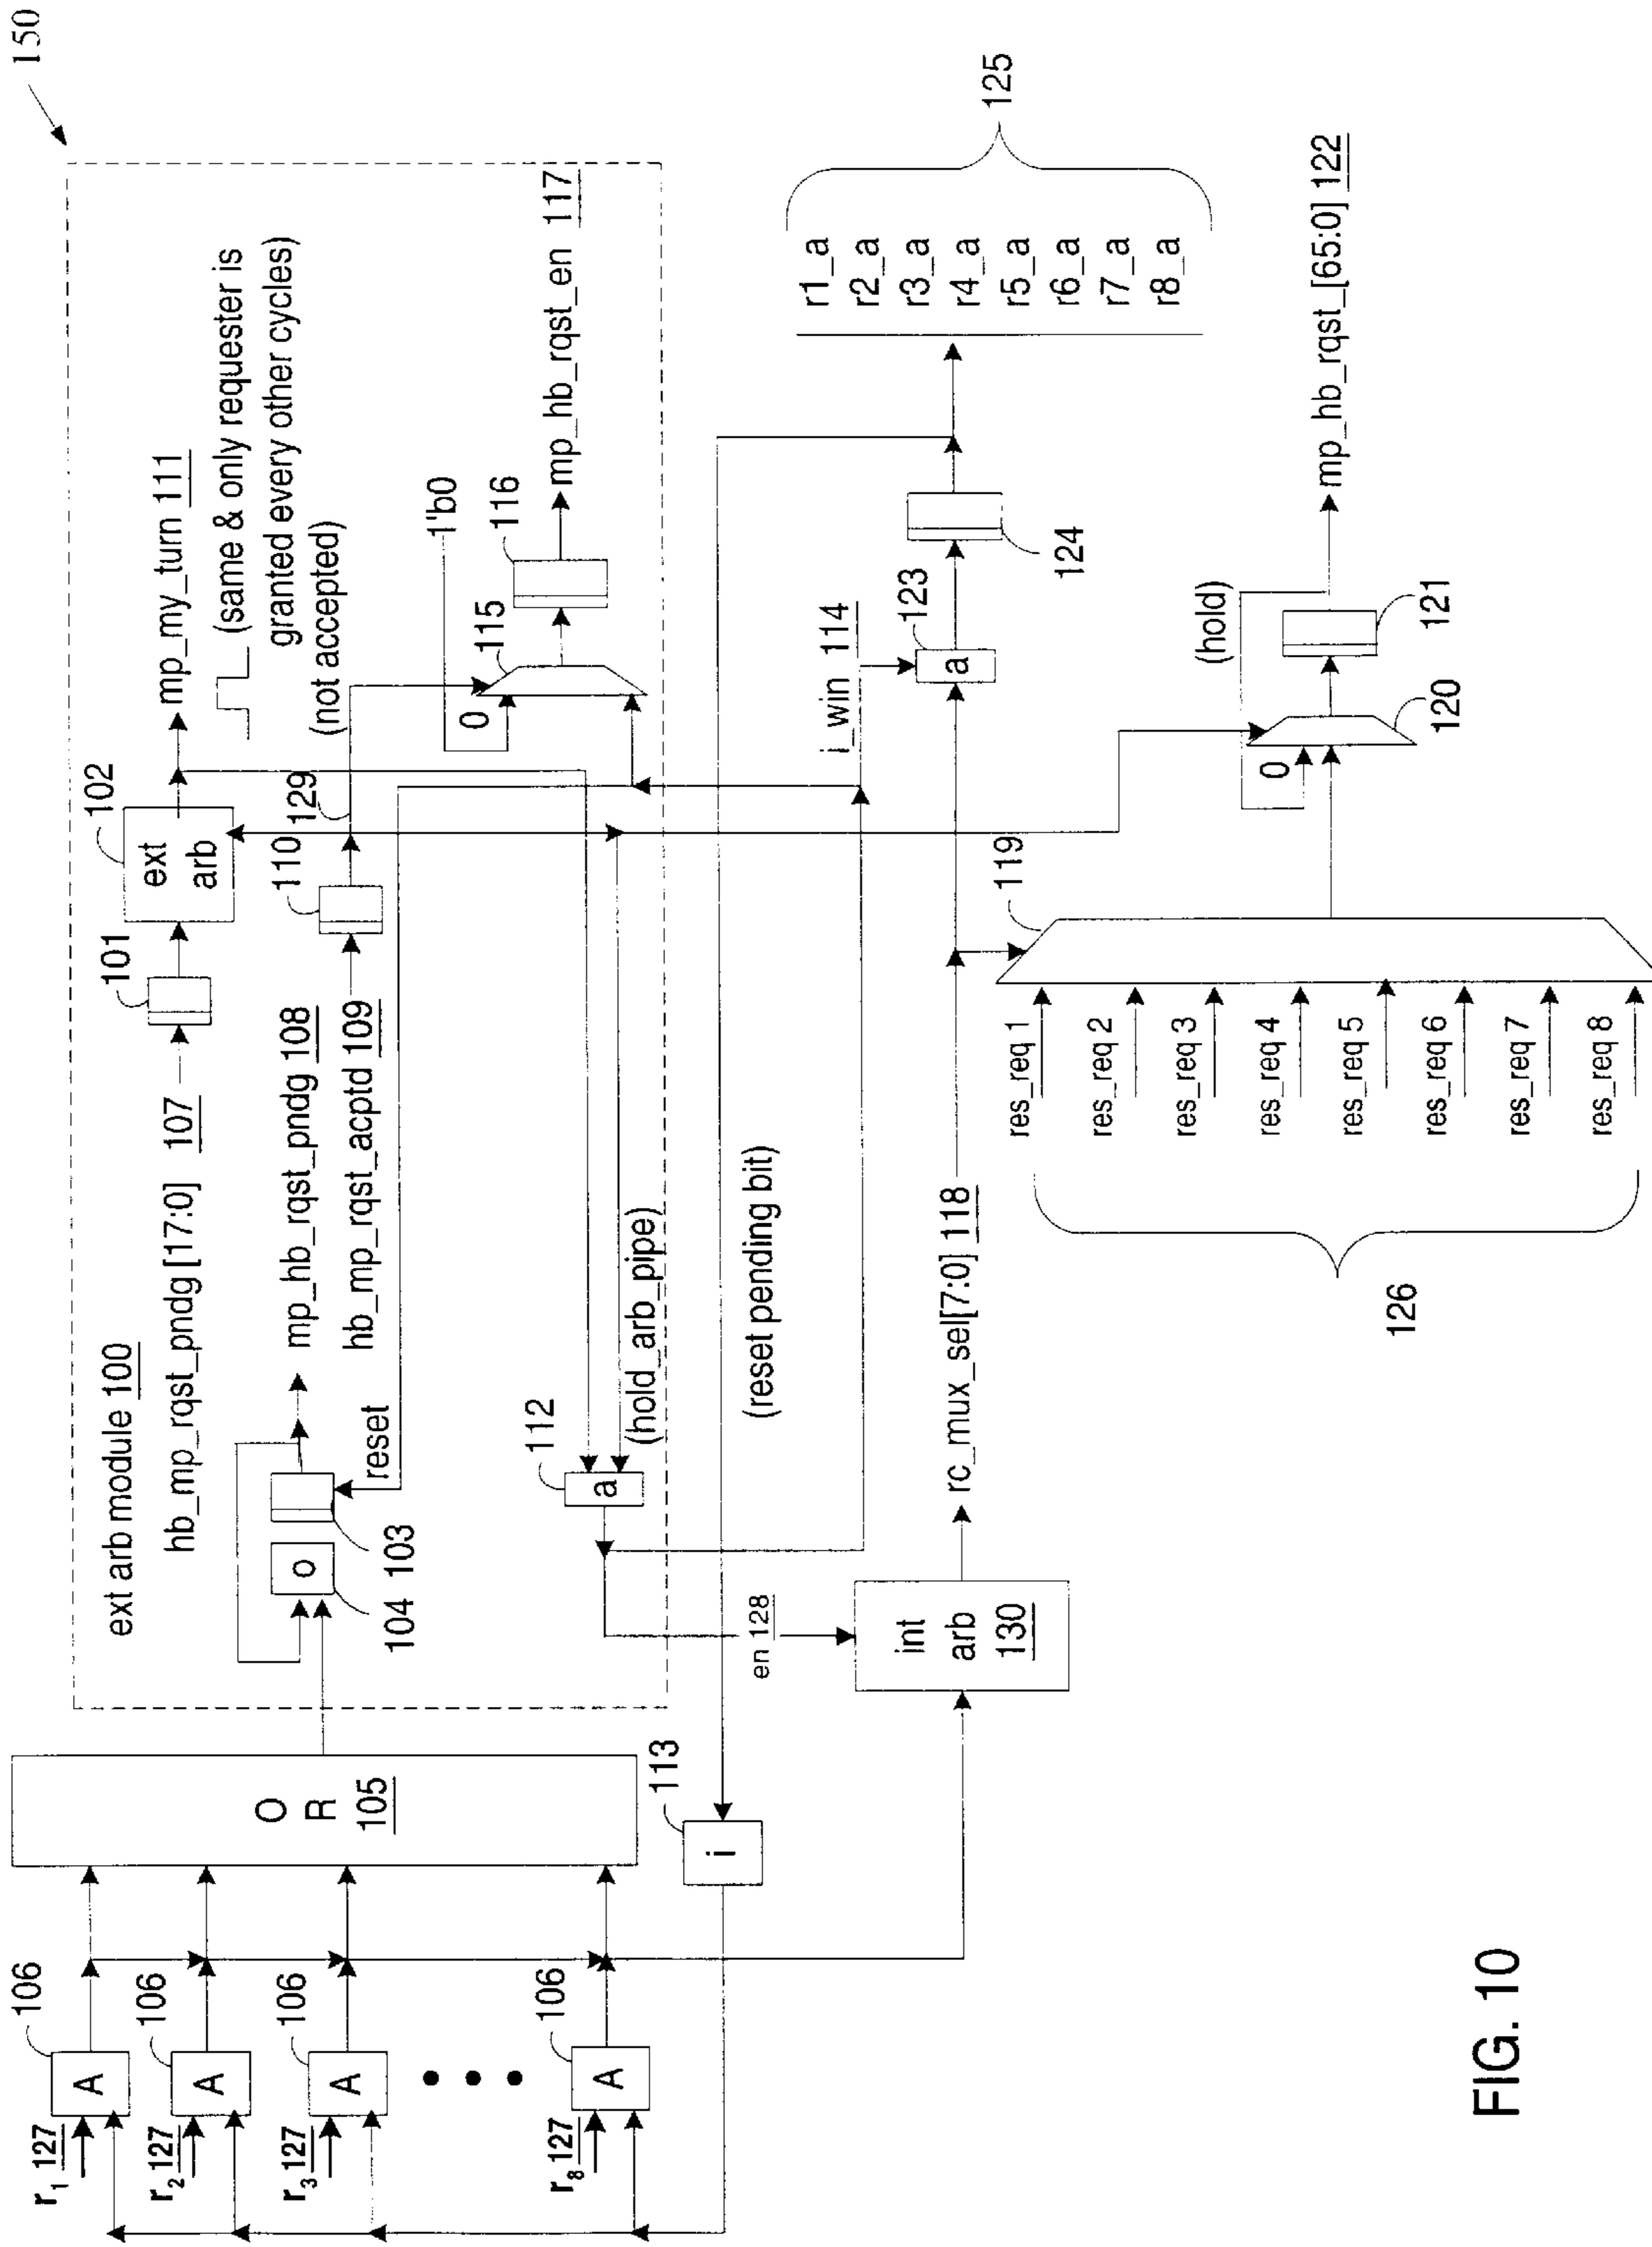 150
ext arb module 100
hb_mp_rqst_pndg [17:0] 107
101
102
ext
arb
mp_my_turn 111
(same & only requester is
granted every other cycles)
(not accepted)
mp_hb_rqst_pndg 108
hb_mp_rqst_acptd 109
110
129
1'b0
0
115
116
mp_hb_rqst_en 117
o
104
103
reset
112
a
(hold_arb_pipe)
O
R
105
106
A
r1 127
106
A
r2 127
106
A
r3 127
106
A
r8 127
113
i
(reset pending bit)
en 128
int
arb
130
rc_mux_sel[7:0] 118
i_win 114
123
a
124
r1_a
r2_a
r3_a
r4_a
r5_a
r6_a
r7_a
r8_a
125
119
res_req 1
res_req 2
res_req 3
res_req 4
res_req 5
res_req 6
res_req 7
res_req 8
126
(hold)
0
120
121
mp_hb_rqst_[65:0] 122
FIG. 10